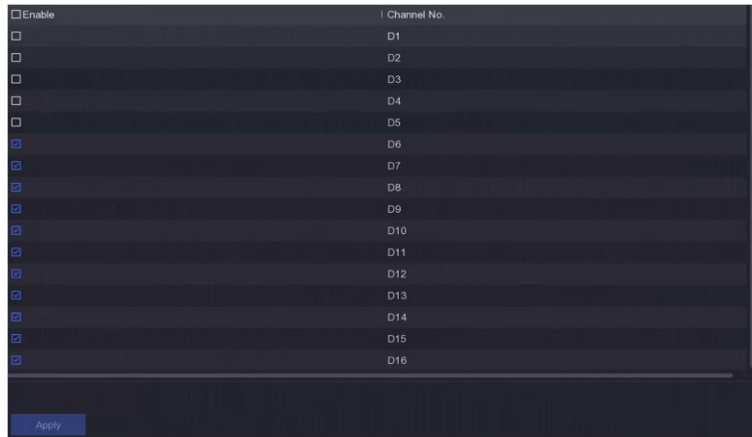 Enable Channel No.
D1
D2
D3
D4
D5
D6
D7
D8
D9
D10
D11
D12
D13
D14
D15
D16
Apply